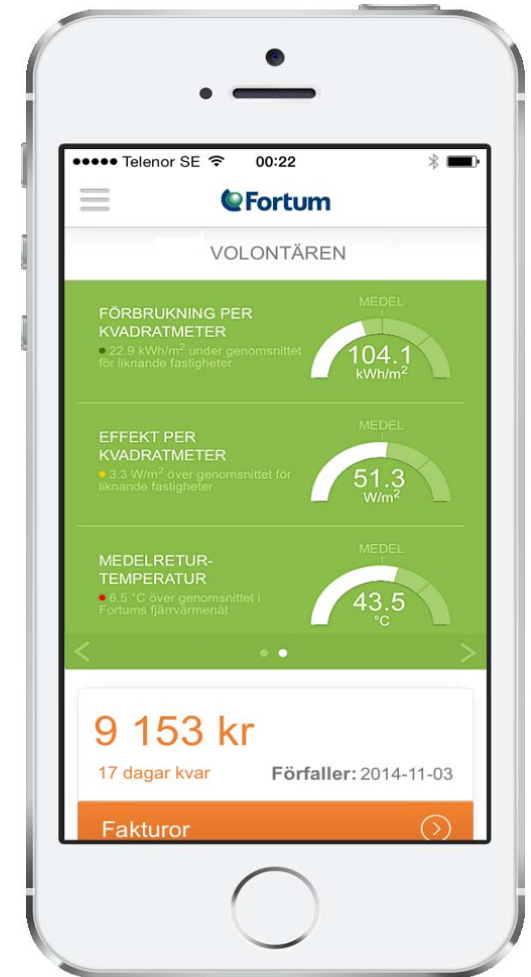 Telenor SE 00:22
Fortum
VOLONTÄREN
FÖRBRUKNING PER
KVADRATMETER
22.9 kWh/m² under genomsnittet
för liknande fastigheter
MEDEL
104.1
kWh/m²
EFFEKT PER
KVADRATMETER
3.3 W/m² över genomsnittet för
liknande fastigheter
MEDEL
51.3
W/m²
MEDELRETUR-
TEMPERATUR
6.5 °C över genomsnittet i
Fortums fjärrvärmenät
MEDEL
43.5
°C
9 153 kr
17 dagar kvar Förfaller: 2014-11-03
Fakturor